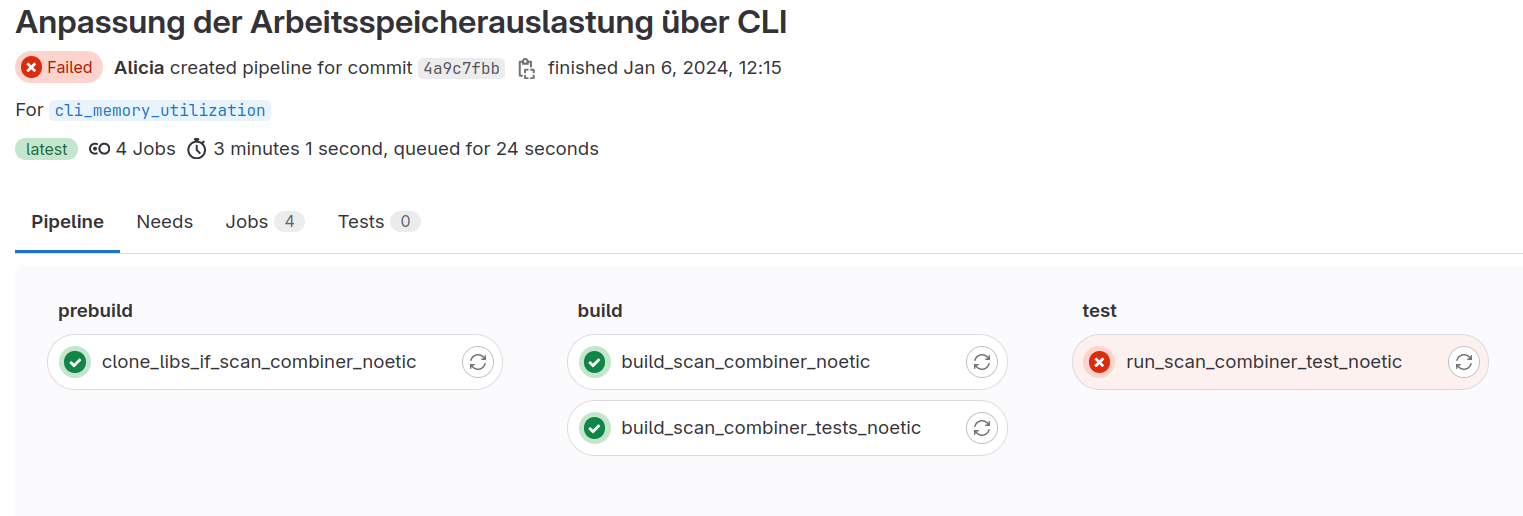 Anpassung der Arbeitsspeicherauslastung über CLI
Failed Alicia created pipeline for commit 4a9c7fbb finished Jan 6, 2024, 12:15
For cli_memory_utilization
latest 4 Jobs 3 minutes 1 second, queued for 24 seconds
Pipeline Needs Jobs 4 Tests 0
prebuild build test
clone_libs_if_scan_combiner_noetic build_scan_combiner_noetic run_scan_combiner_test_noetic
build_scan_combiner_tests_noetic